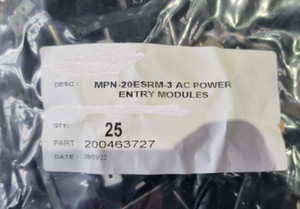 DESC: MPN-20ESRM-3 AC POWER
ENTRY MODULES
QTY: 25
PART 200463727
DATE: